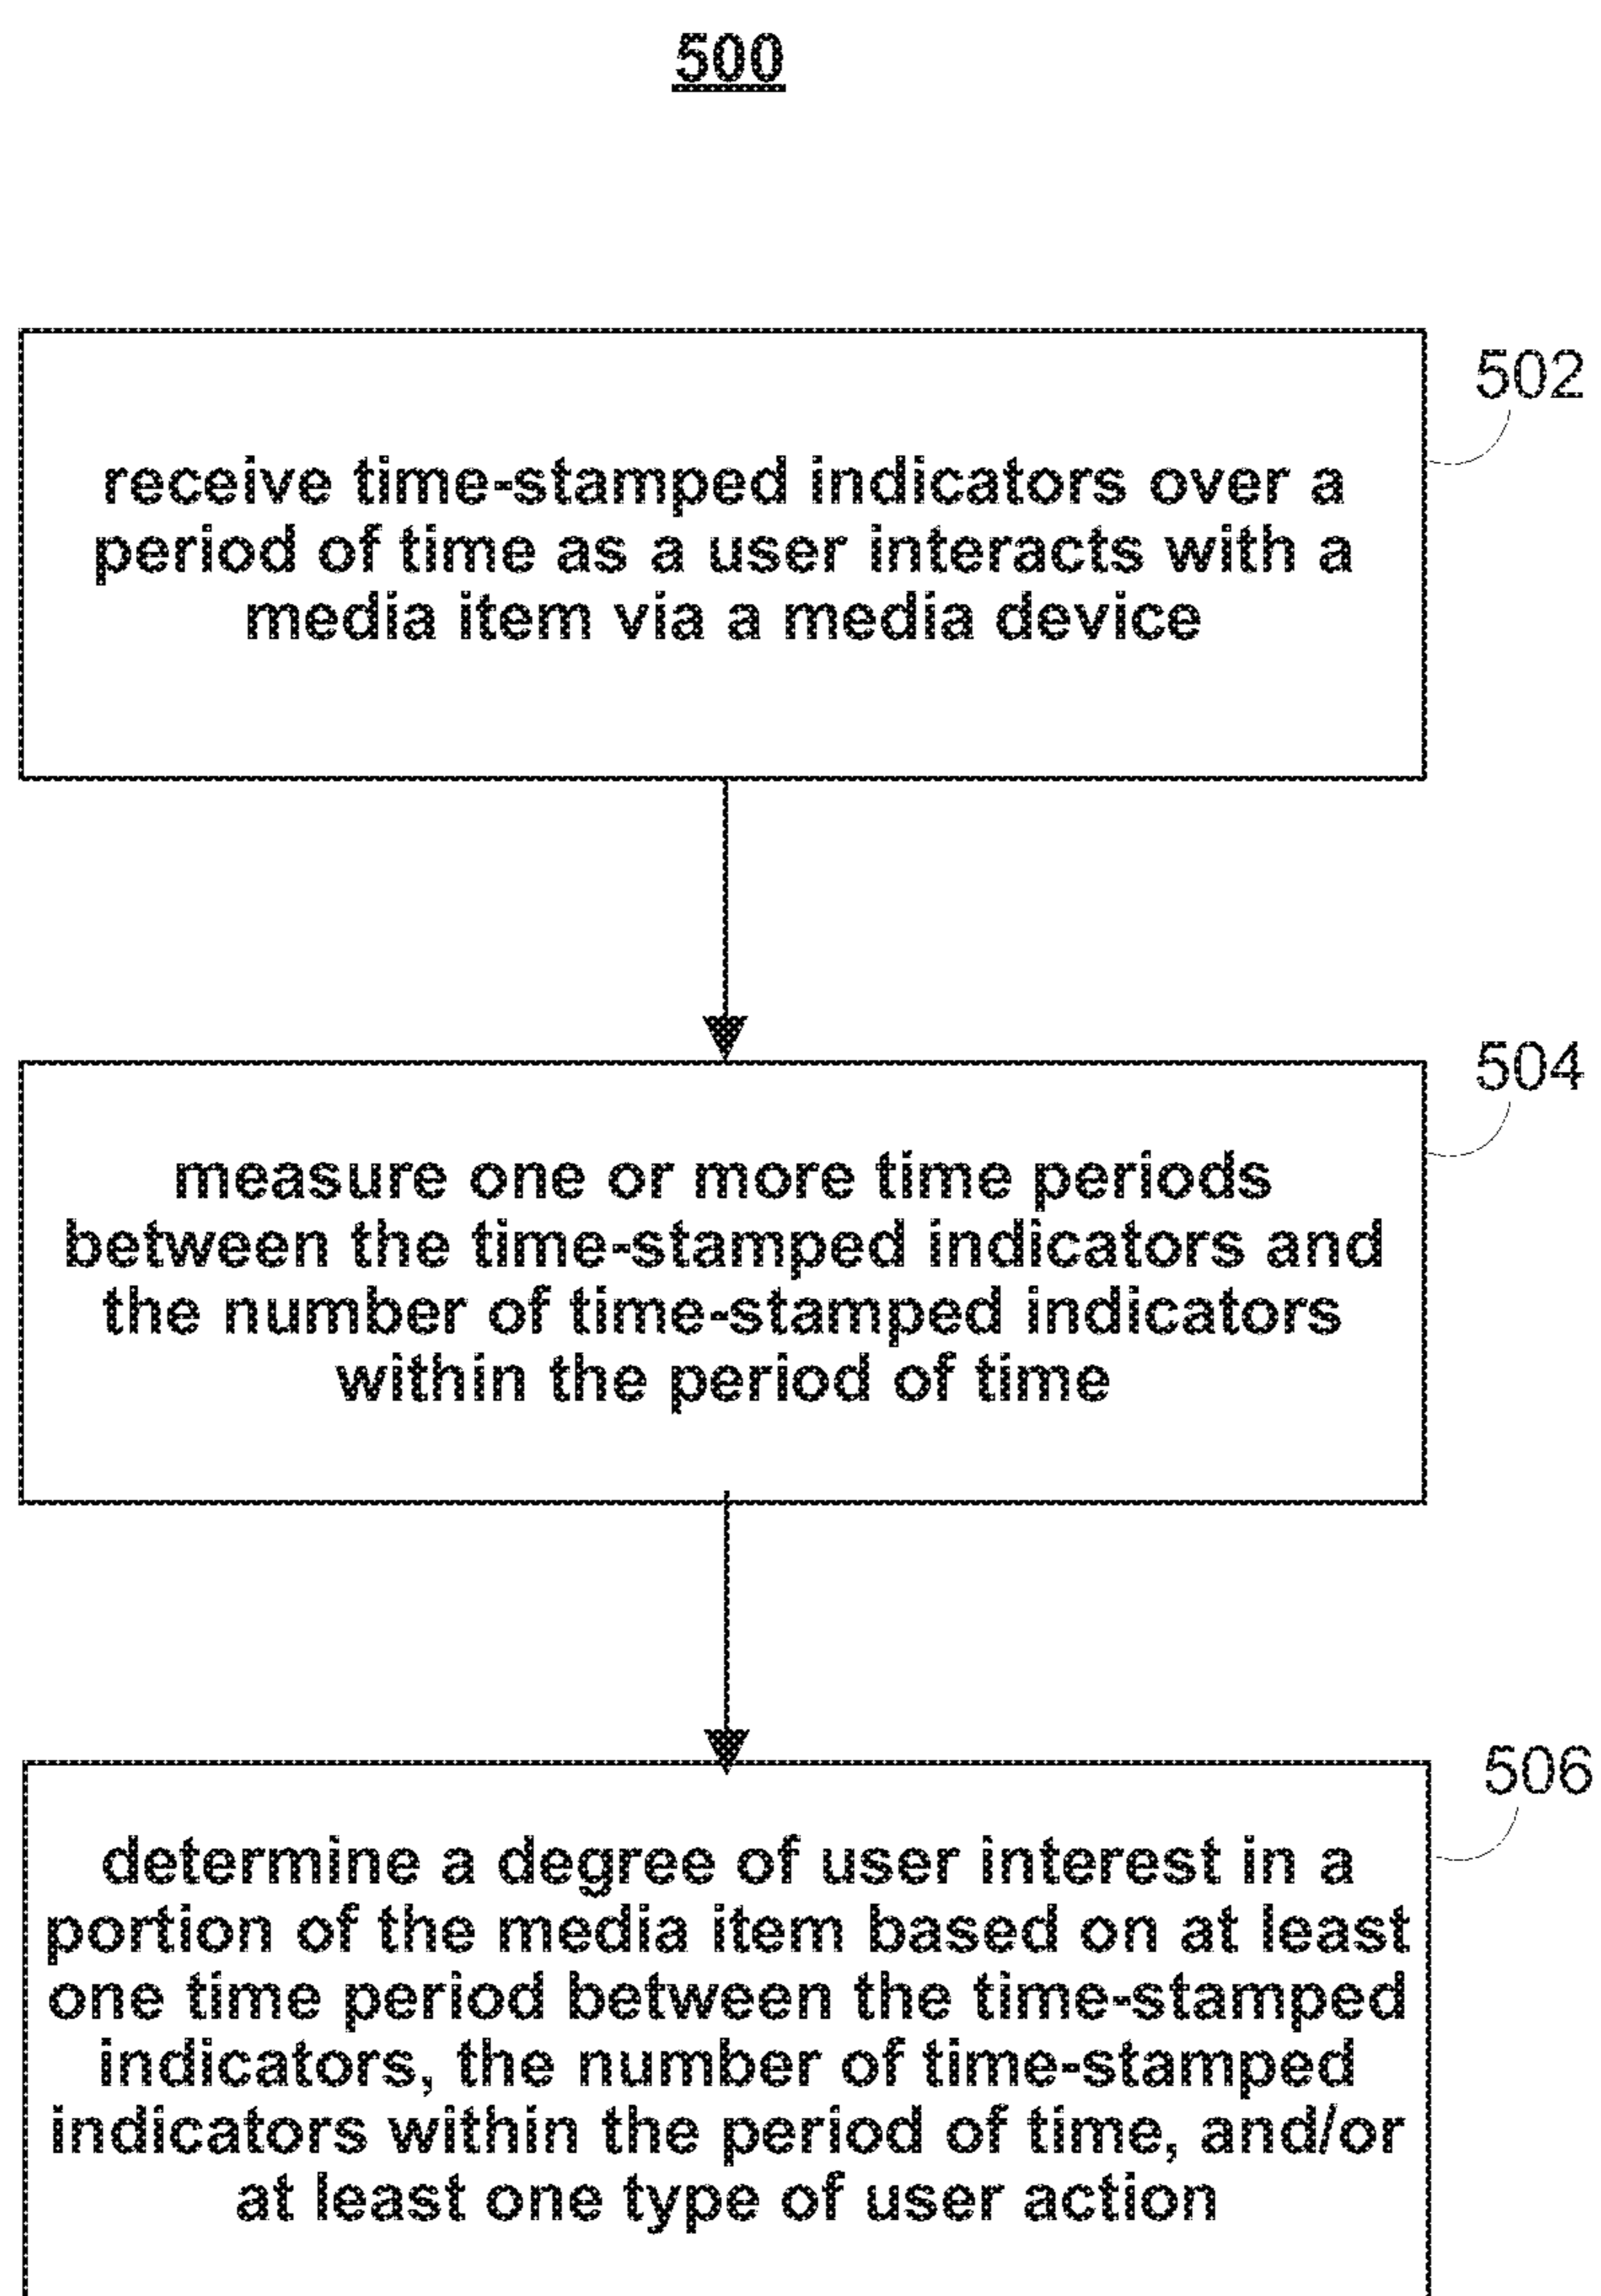 500
502
receive time-stamped indicators over a
period of time as a user interacts with a
media item via a media device
504
measure one or more time periods
between the time-stamped indicators and
the number of time-stamped indicators
within the period of time
506
determine a degree of user interest in a
portion of the media item based on at least
one time period between the time-stamped
indicators, the number of time-stamped
indicators within the period of time, and/or
at least one type of user action